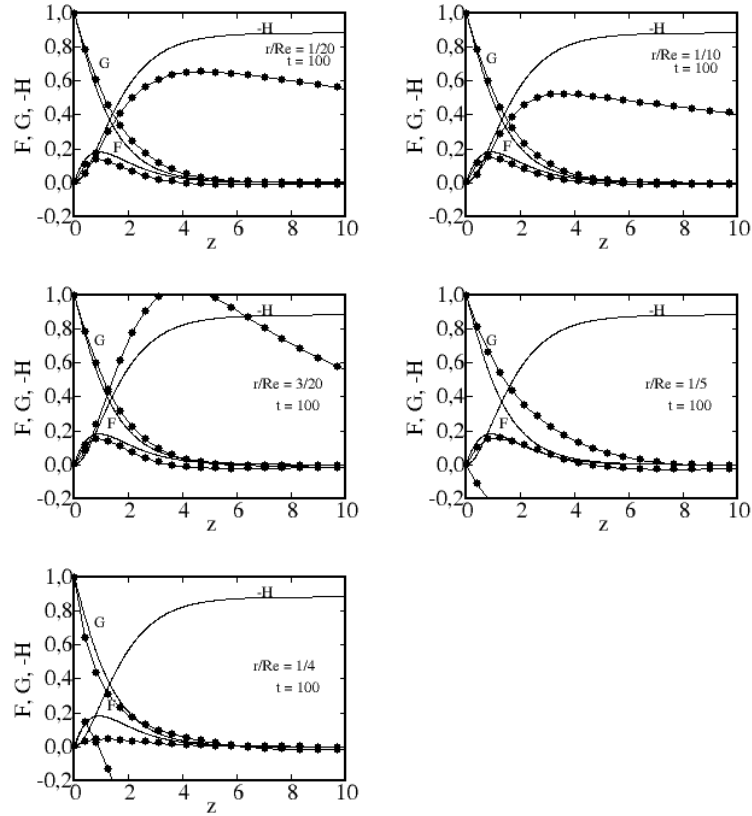 1,0
0,8
0,6
0,4
0,2
0,0
-0,2
F, G, -H
0 2 4 6 8 10
z
G
F
-H
r/Re = 1/20
t = 100
1,0
0,8
0,6
0,4
0,2
0,0
-0,2
F, G, -H
0 2 4 6 8 10
z
G
F
-H
r/Re = 1/10
t = 100
1,0
0,8
0,6
0,4
0,2
0,0
-0,2
F, G, -H
0 2 4 6 8 10
z
G
F
-H
r/Re = 3/20
t = 100
1,0
0,8
0,6
0,4
0,2
0,0
-0,2
F, G, -H
0 2 4 6 8 10
z
G
F
-H
r/Re = 1/5
t = 100
1,0
0,8
0,6
0,4
0,2
0,0
-0,2
F, G, -H
0 2 4 6 8 10
z
G
F
-H
r/Re = 1/4
t = 100